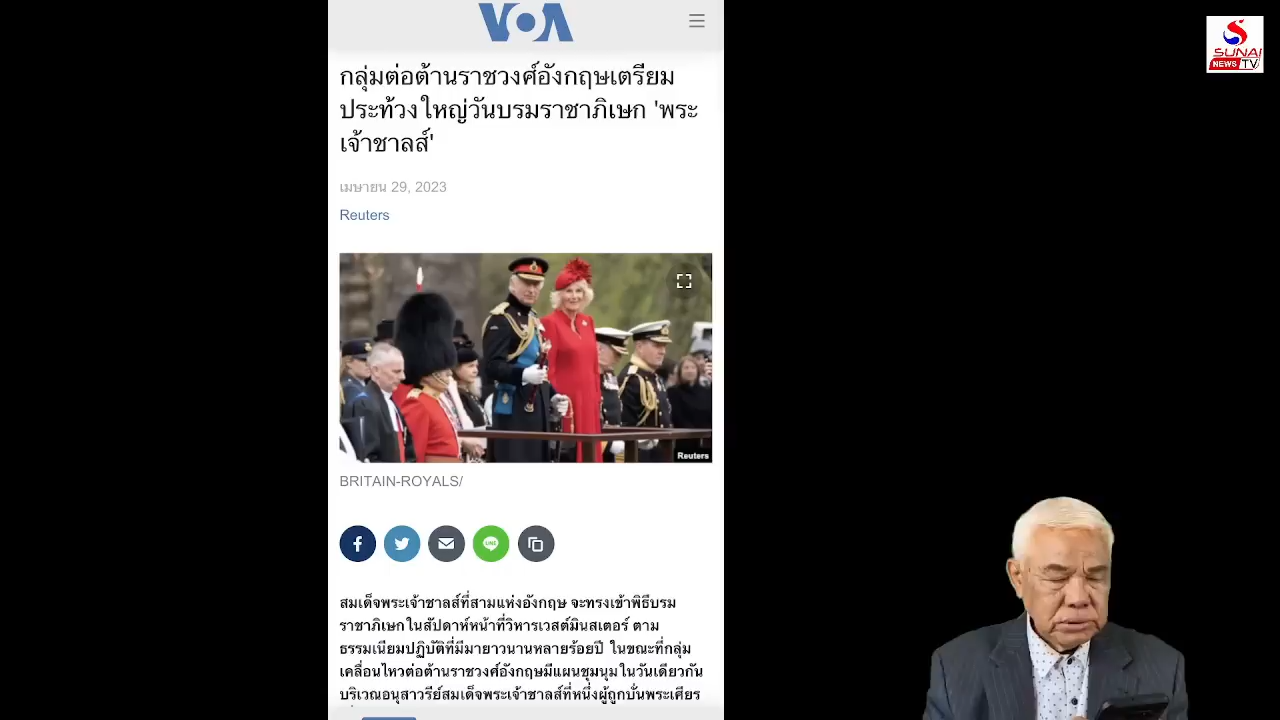 VOA
SUNAI
NEWS TV
กลุ่มต่อต้านราชวงศ์อังกฤษเตรียม
ประท้วงใหญ่วันบรมราชาภิเษก 'พระ
เจ้าชาลส์'
เมษายน 29, 2023
Reuters
Reuters
BRITAIN-ROYALS/
LINE
สมเด็จพระเจ้าชาลส์ที่สามแห่งอังกฤษ จะทรงเข้าพิธีบรม
ราชาภิเษกในสัปดาห์หน้าที่วิหารเวสต์มินสเตอร์ ตาม
ธรรมเนียมปฏิบัติที่มีมายาวนานหลายร้อยปี ในขณะที่กลุ่ม
เคลื่อนไหวต่อต้านราชวงศ์อังกฤษมีแผนชุมนุมในวันเดียวกัน
บริเวณอนุสาวรีย์สมเด็จพระเจ้าชาลส์ที่หนึ่งผู้ถูกบั่นพระเศียร